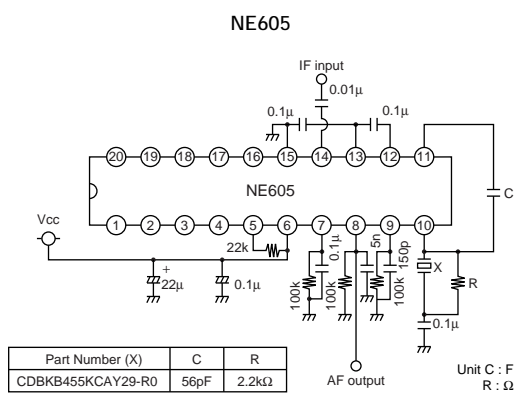 NE605
IF input
0.01μ
0.1μ 0.1μ
20 19 18 17 16 15 14 13 12 11
NE605
C
1 2 3 4 5 6 7 8 9 10
Vcc
22k
+
22μ
0.1μ
100k
0.1μ
100k
5n
100k
150p
X
R
0.1μ
AF output
Part Number (X) C R
CDBKB455KCAY29-R0 56pF 2.2kΩ
Unit C : F
R : Ω